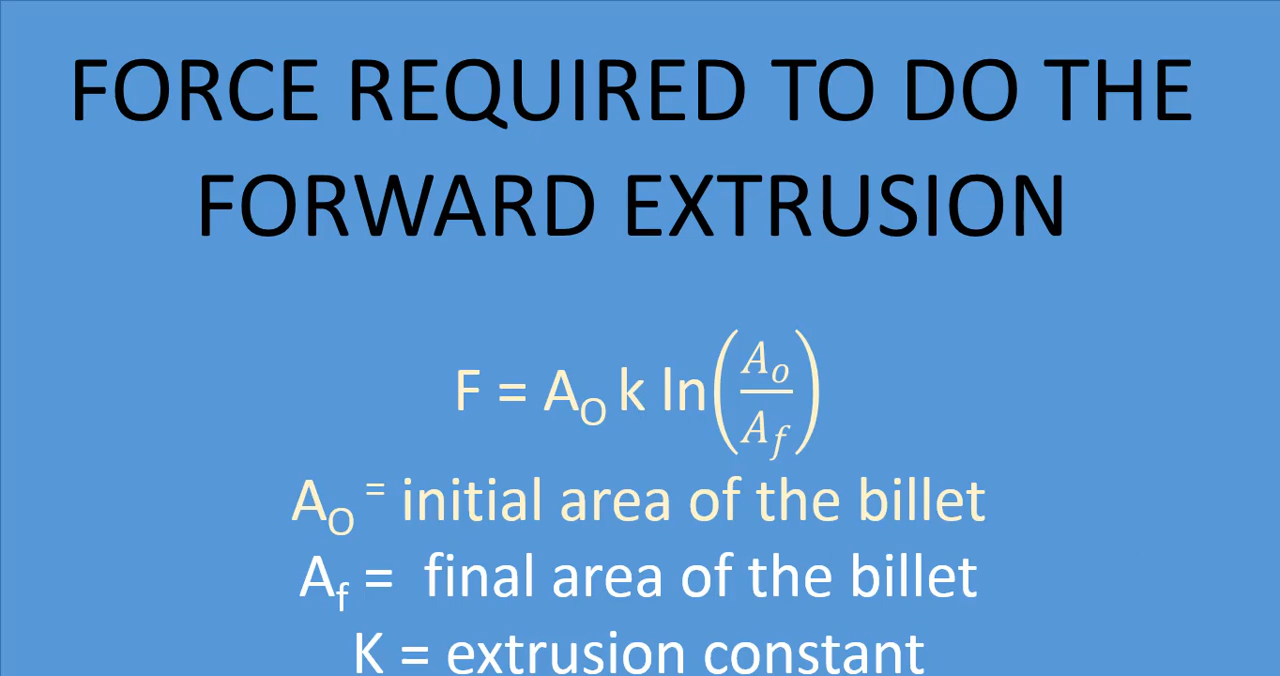 FORCE REQUIRED TO DO THE
FORWARD EXTRUSION
F = A_O k ln(A_o/A_f)
A_O = initial area of the billet
A_f = final area of the billet
K = extrusion constant